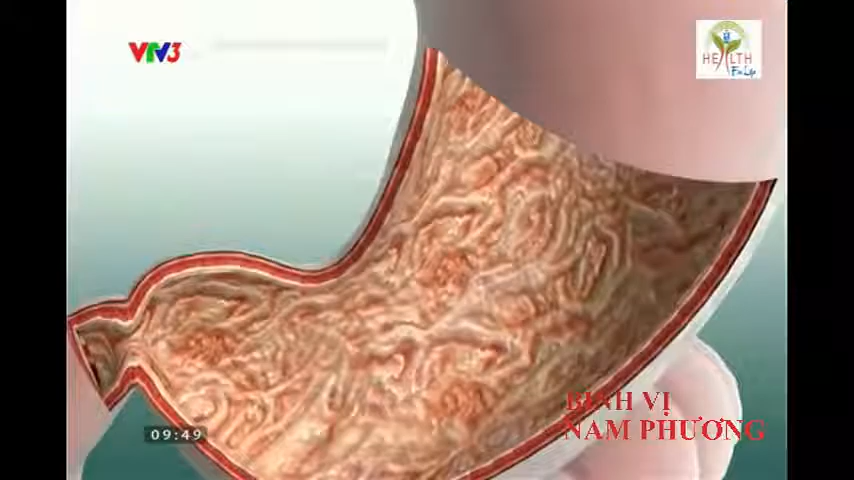 VTV3
HEALTH
For Life
09:49
BÌNH VỊ
NAM PHƯƠNG